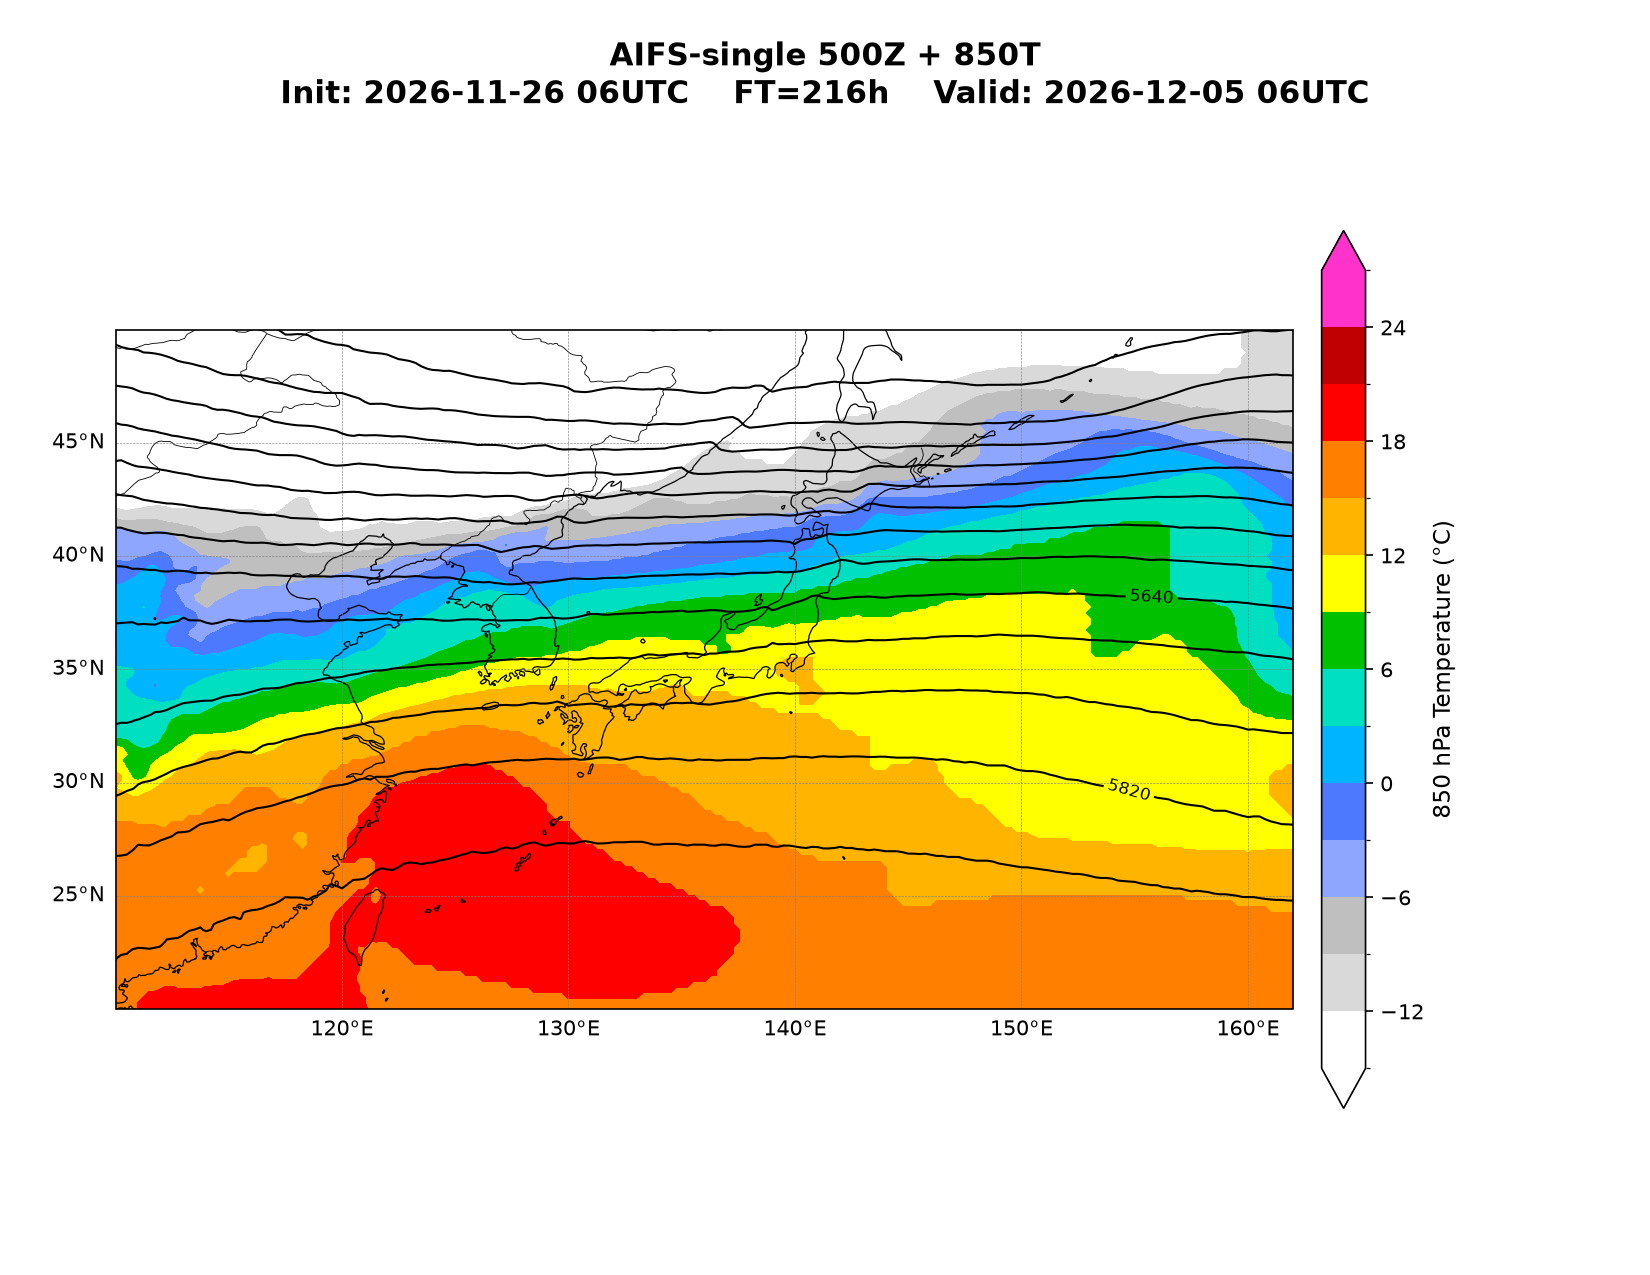 AIFS-single 500Z + 850T
Init: 2026-11-26 06UTC    FT=216h    Valid: 2026-12-05 06UTC
24
18
12
6
0
−6
−12
850 hPa Temperature (°C)
45°N
40°N
35°N
30°N
25°N
5640
5820
120°E
130°E
140°E
150°E
160°E